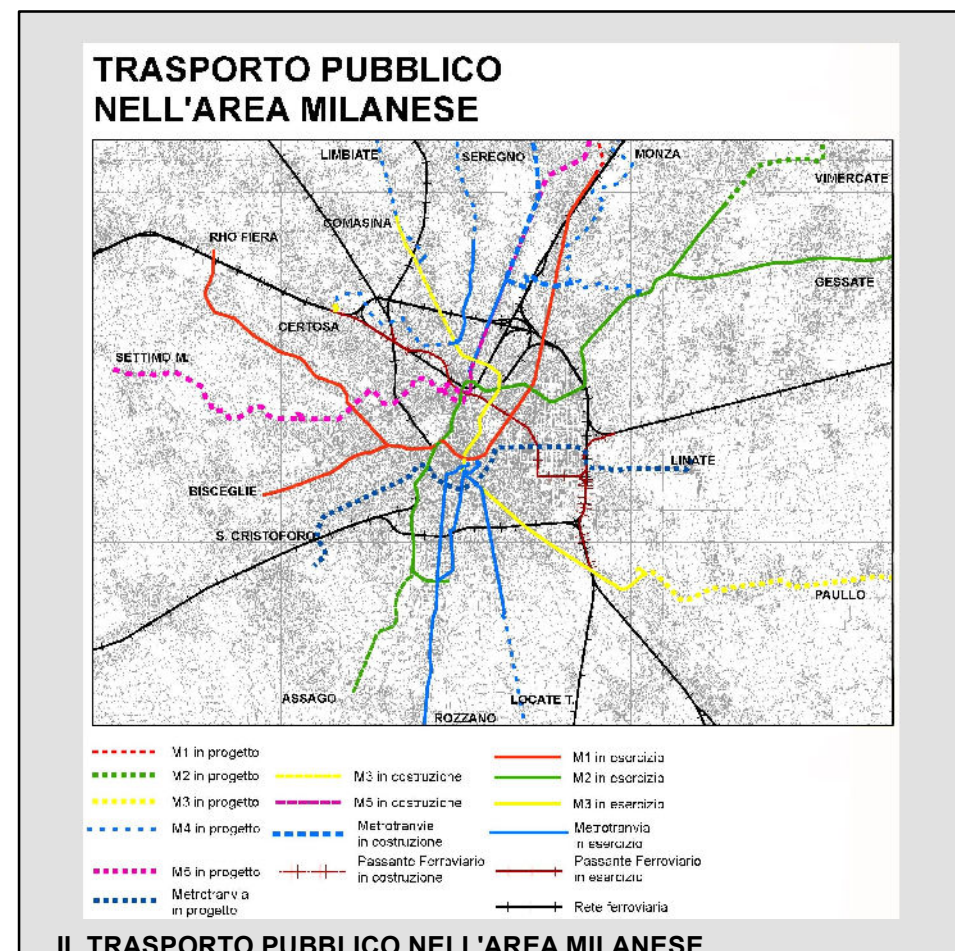 TRASPORTO PUBBLICO
NELL'AREA MILANESE
LIMBIATE
SEREGNO
MONZA
VIMERCATE
COMASINA
RHO FIERA
GESSATE
CERTOSA
SETTIMO M.
LINATE
BISCEGLIE
S. CRISTOFORO
PAULLO
ASSAGO
LOCATE T.
ROZZANO
M1 in progetto
M2 in progetto
M3 in progetto
M4 in progetto
M5 in progetto
Metrotranvia
in progetto
M3 in costruzione
M5 in costruzione
Metrotranvie
in costruzione
Passante Ferroviario
in costruzione
M1 in esercizio
M2 in esercizio
M3 in esercizio
Metrotranvia
in esercizio
Passante Ferroviario
in esercizio
Rete ferroviaria
IL TRASPORTO PUBBLICO NELL'AREA MILANESE